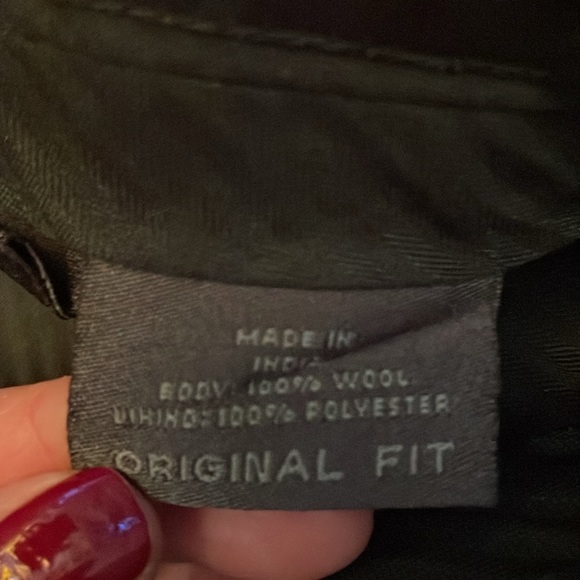 MADE IN
INDIA
BODY: 100% WOOL
LINING: 100% POLYESTER
ORIGINAL FIT